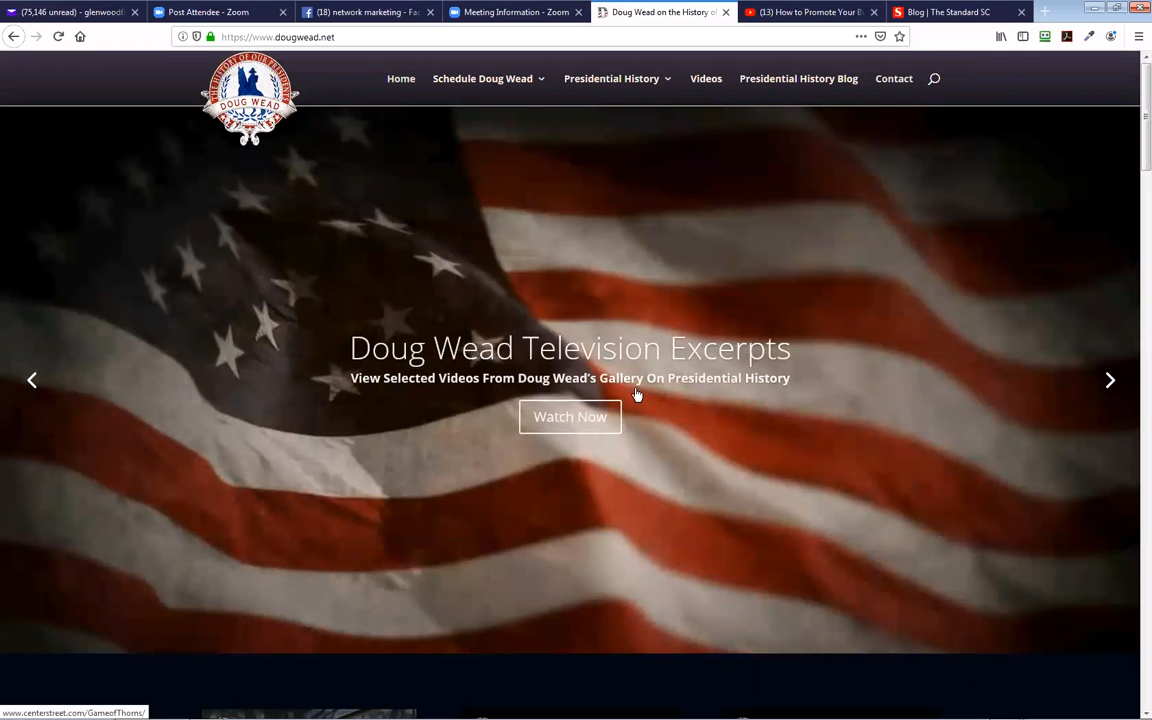 (75,146 unread) - glenwoodfi
Post Attendee - Zoom
(18) network marketing - Fac
Meeting Information - Zoom
Doug Wead on the History of
(13) How to Promote Your Bu
Blog | The Standard SC
https://www.dougwead.net
THE HISTORY OF OUR PRESIDENTS
DOUG WEAD
Home
Schedule Doug Wead
Presidential History
Videos
Presidential History Blog
Contact
Doug Wead Television Excerpts
View Selected Videos From Doug Wead's Gallery On Presidential History
Watch Now
www.centerstreet.com/GameofThorns/